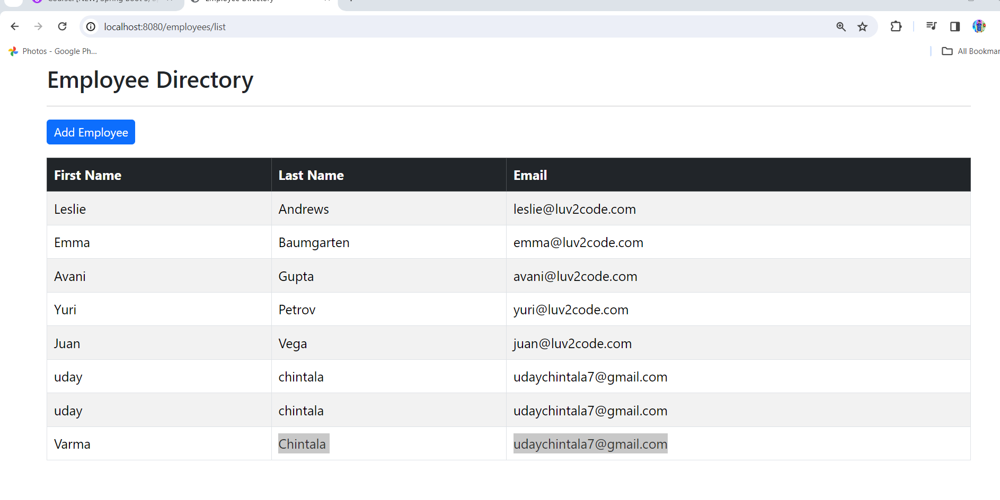 Employee Directory
localhost:8080/employees/list
Photos - Google Ph...
All Bookmar
Employee Directory
Add Employee
First Name Last Name Email
Leslie Andrews leslie@luv2code.com
Emma Baumgarten emma@luv2code.com
Avani Gupta avani@luv2code.com
Yuri Petrov yuri@luv2code.com
Juan Vega juan@luv2code.com
uday chintala udaychintala7@gmail.com
uday chintala udaychintala7@gmail.com
Varma Chintala udaychintala7@gmail.com